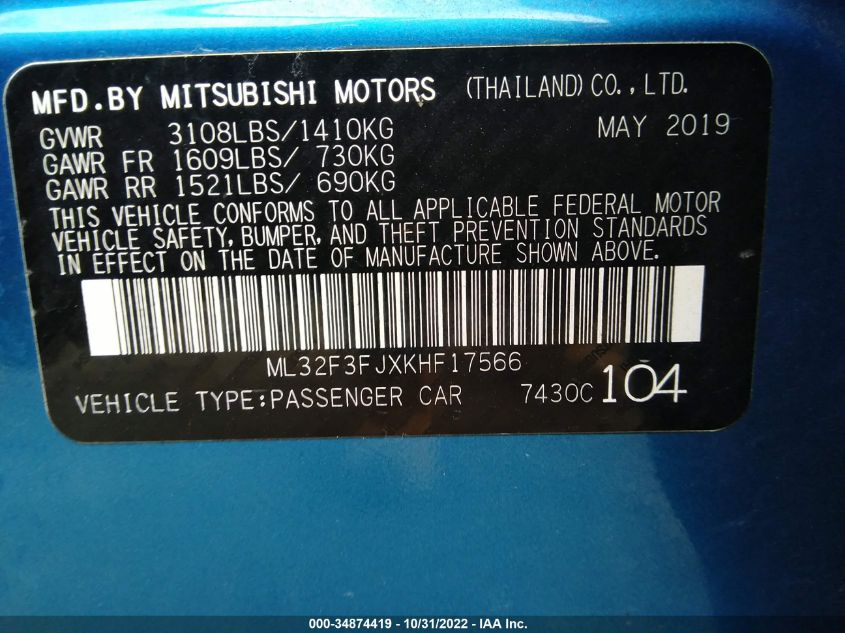 MFD.BY MITSUBISHI MOTORS (THAILAND) CO., LTD.
GVWR 3108LBS/1410KG MAY 2019
GAWR FR 1609LBS/ 730KG
GAWR RR 1521LBS/ 690KG
THIS VEHICLE CONFORMS TO ALL APPLICABLE FEDERAL MOTOR
VEHICLE SAFETY, BUMPER, AND THEFT PREVENTION STANDARDS
IN EFFECT ON THE DATE OF MANUFACTURE SHOWN ABOVE.
ML32F3FJXKHF17566
VEHICLE TYPE:PASSENGER CAR 7430C 104
000-34874419 - 10/31/2022 - IAA Inc.